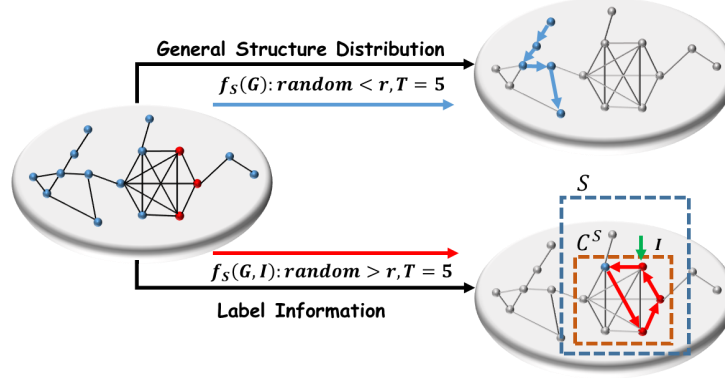 General Structure Distribution
f_S(G): random < r, T = 5
S
C^S
I
f_S(G, I): random > r, T = 5
Label Information